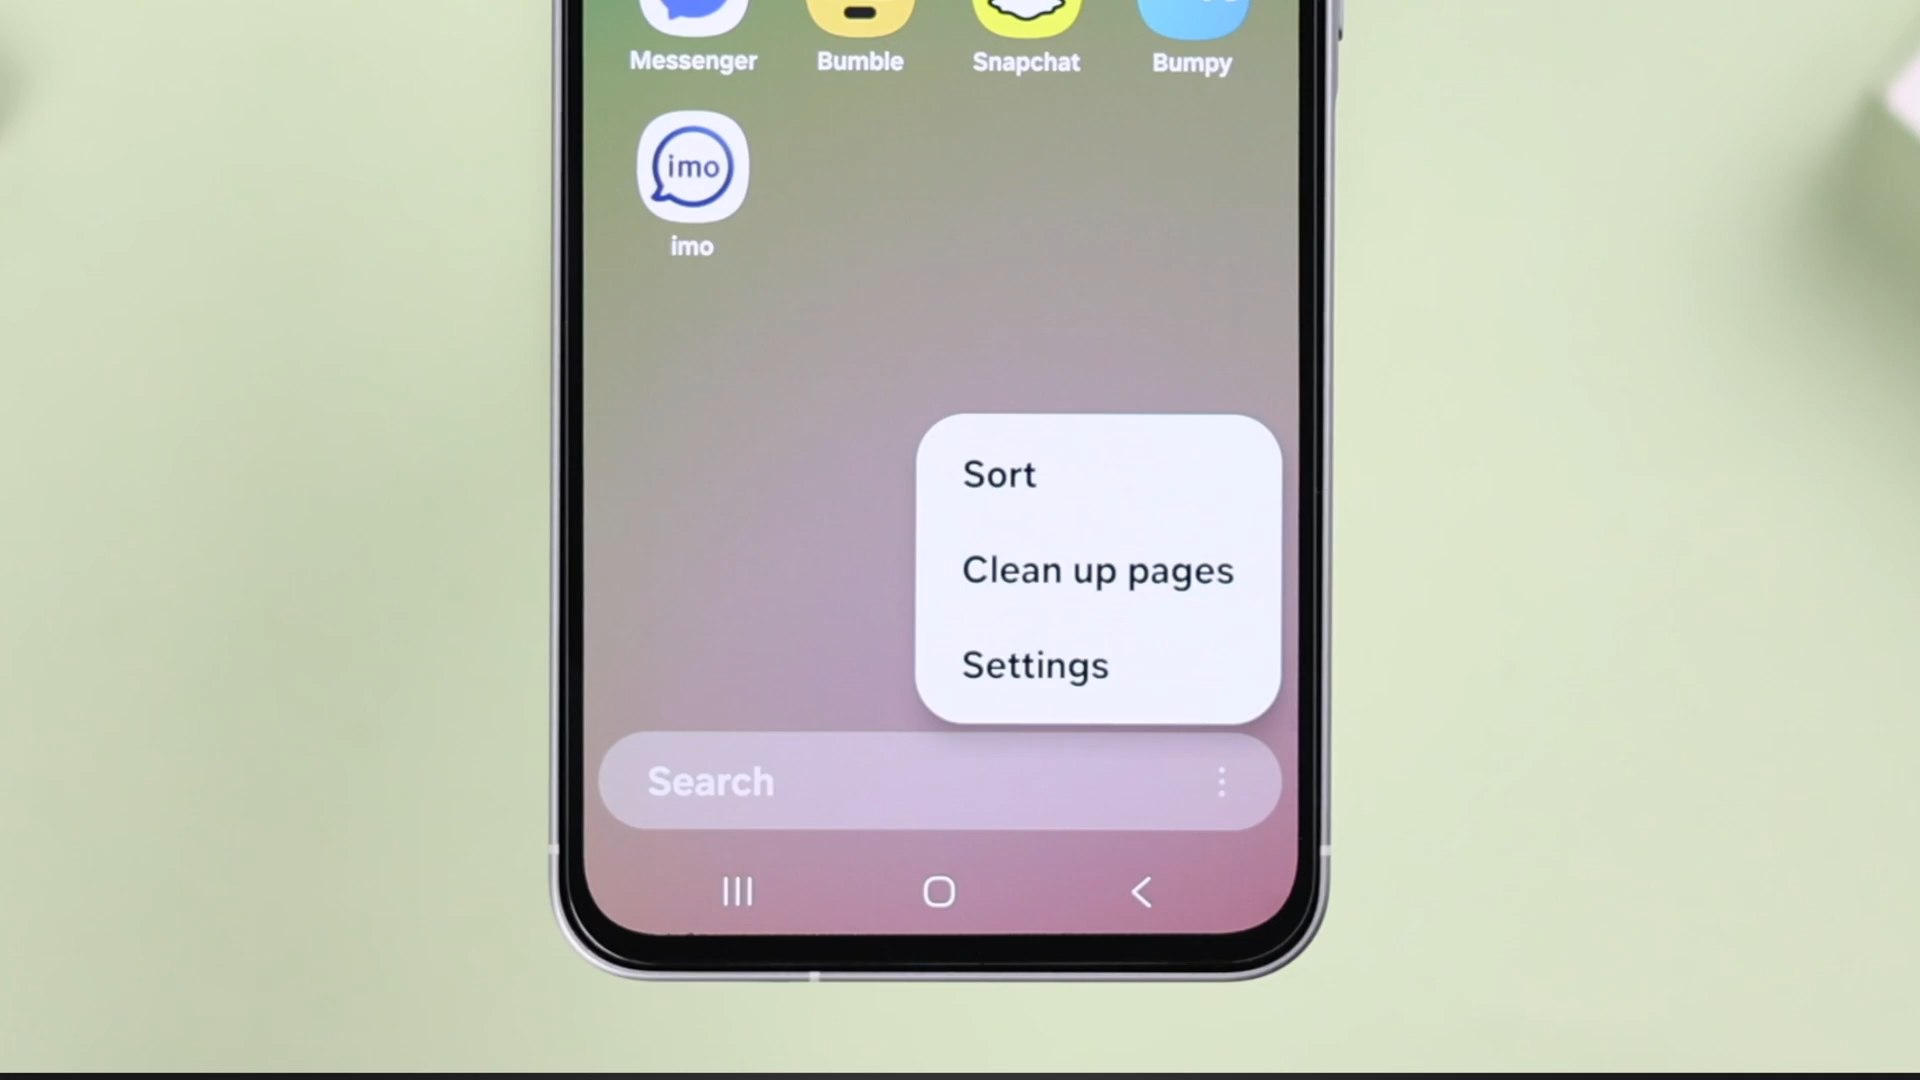 Messenger Bumble Snapchat Bumpy
imo
imo
Sort
Clean up pages
Settings
Search